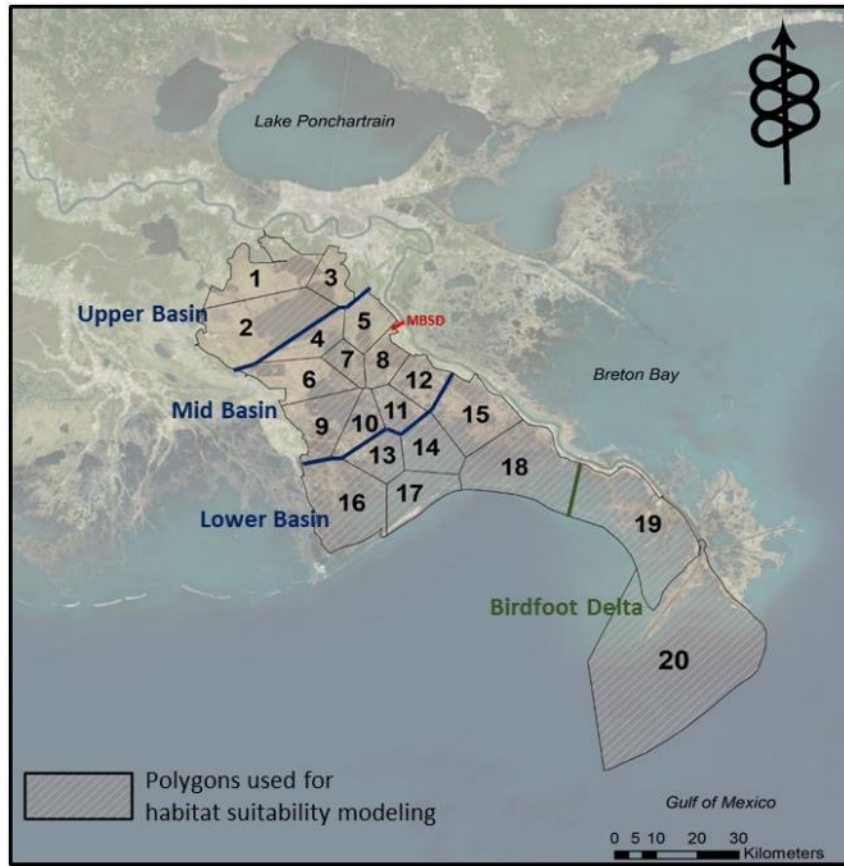 Lake Ponchartrain
1
3
Upper Basin
2
5
MBSD
4
7
8
6
12
Breton Bay
Mid Basin
9
10
11
15
13
14
18
16
17
Lower Basin
19
Birdfoot Delta
20
Polygons used for
habitat suitability modeling
Gulf of Mexico
0 5 10 20 30
Kilometers